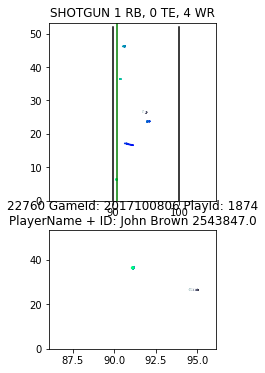 SHOTGUN 1 RB, 0 TE, 4 WR
50
40
30
20
10
0
90 100
22760 GameId: 2017100806 PlayId: 1874
PlayerName + ID: John Brown 2543847.0
40
20
0
87.5 90.0 92.5 95.0